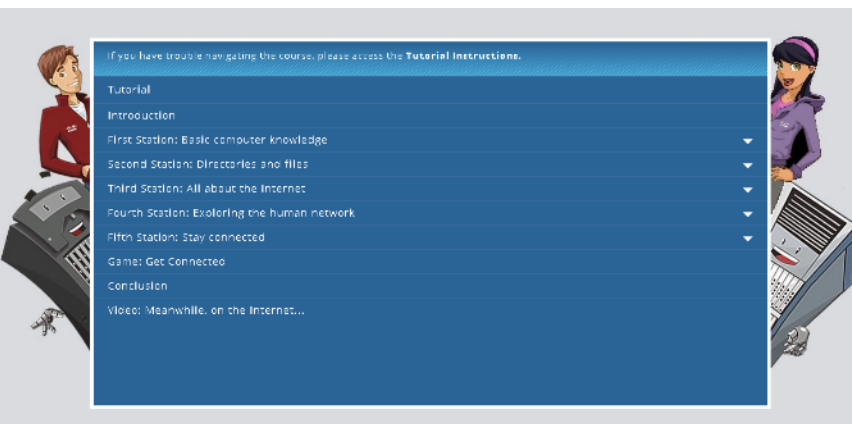 If you have trouble navigating the course, please access the Tutorial Instructions.
Tutorial
Introduction
First Station: Basic computer knowledge
Second Station: Directories and files
Third Station: All about the Internet
Fourth Station: Exploring the human network
Fifth Station: Stay connected
Game: Get Connected
Conclusion
Video: Meanwhile, on the Internet...